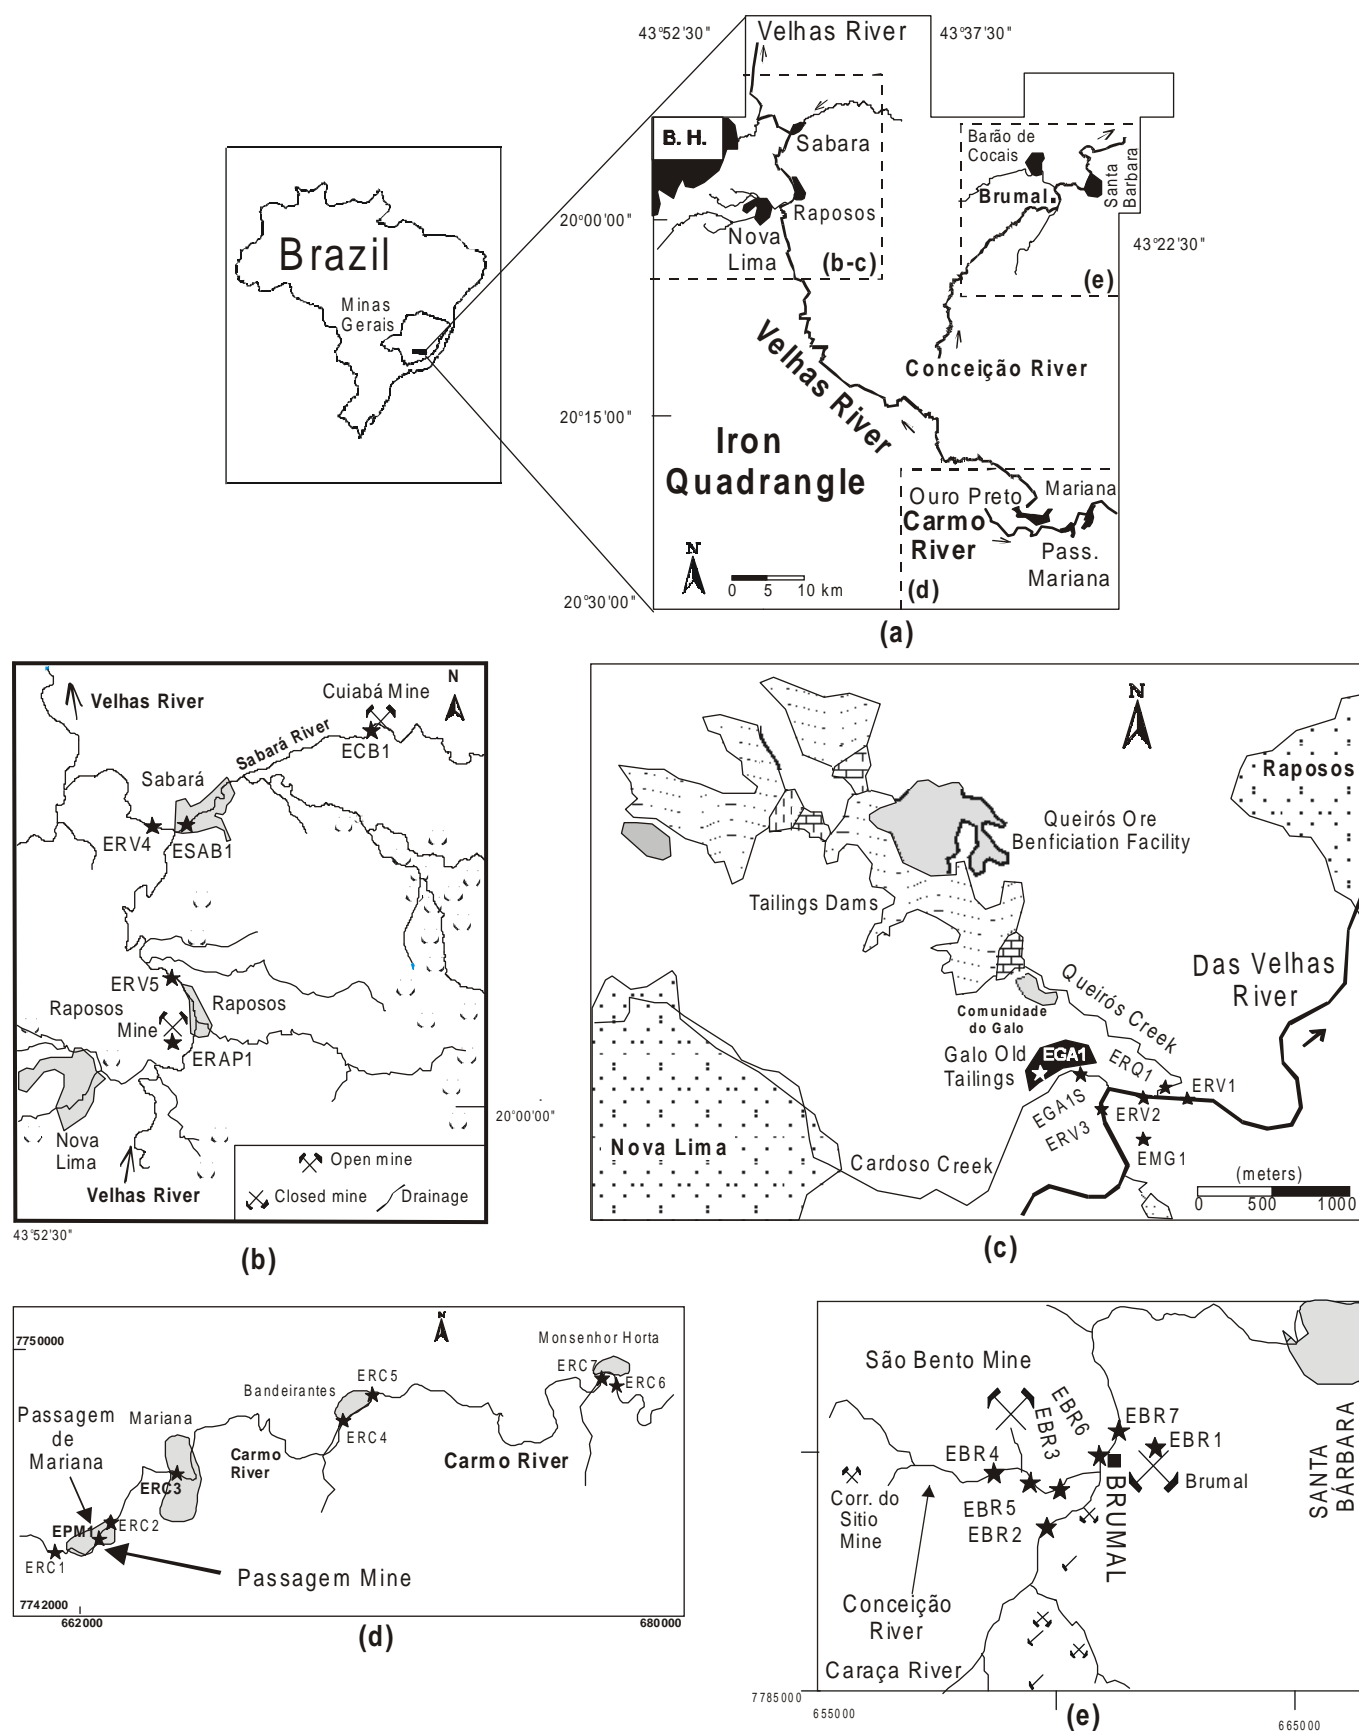 43°52'30"
Velhas River
43°37'30"
B. H.
Sabara
Barão de
Cocais
Santa
Barbara
Brumal
20°00'00"
Raposos
Nova
Lima
(b-c)
43°22'30"
(e)
Brazil
Minas
Gerais
Velhas River
Conceição River
20°15'00"
Iron
Quadrangle
Ouro Preto
Mariana
Carmo
River
Pass.
Mariana
N
0 5 10 km
(d)
20°30'00"
(a)
Velhas River
Cuiabá Mine
N
Sabará River
ECB1
Sabará
ERV4
ESAB1
ERV5
Raposos
Mine
Raposos
ERAP1
20°00'00"
Nova
Lima
Velhas River
Open mine
Closed mine
Drainage
43°52'30"
(b)
N
Raposos
Queirós Ore
Benficiation Facility
Tailings Dams
Das Velhas
River
Queirós Creek
Comunidade
do Galo
Galo Old
Tailings
EGA1
ERQ1
ERV1
EGA1S
ERV3
ERV2
EMG1
Nova Lima
Cardoso Creek
(meters)
0 500 1000
(c)
7750000
N
Monsenhor Horta
ERC7
ERC6
Bandeirantes
ERC5
ERC4
Passagem
de
Mariana
Mariana
Carmo
River
Carmo River
ERC3
EPM1
ERC2
ERC1
Passagem Mine
7742000
662000
680000
(d)
São Bento Mine
EBR6
EBR3
EBR7
EBR1
EBR4
Brumal
Corr. do
Sitio
Mine
EBR5
EBR2
BRUMAL
SANTA
BÁRBARA
Conceição
River
Caraça River
7785000
655000
665000
(e)